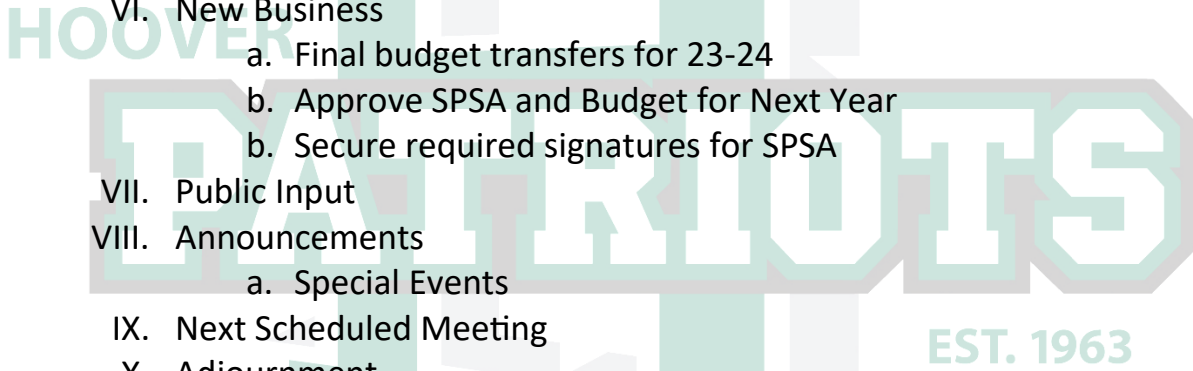 VI. New Business
HOOVER
a. Final budget transfers for 23-24
b. Approve SPSA and Budget for Next Year
b. Secure required signatures for SPSA
PATRIOTS
VII. Public Input
VIII. Announcements
a. Special Events
IX. Next Scheduled Meeting
EST. 1963
X. Adjournment